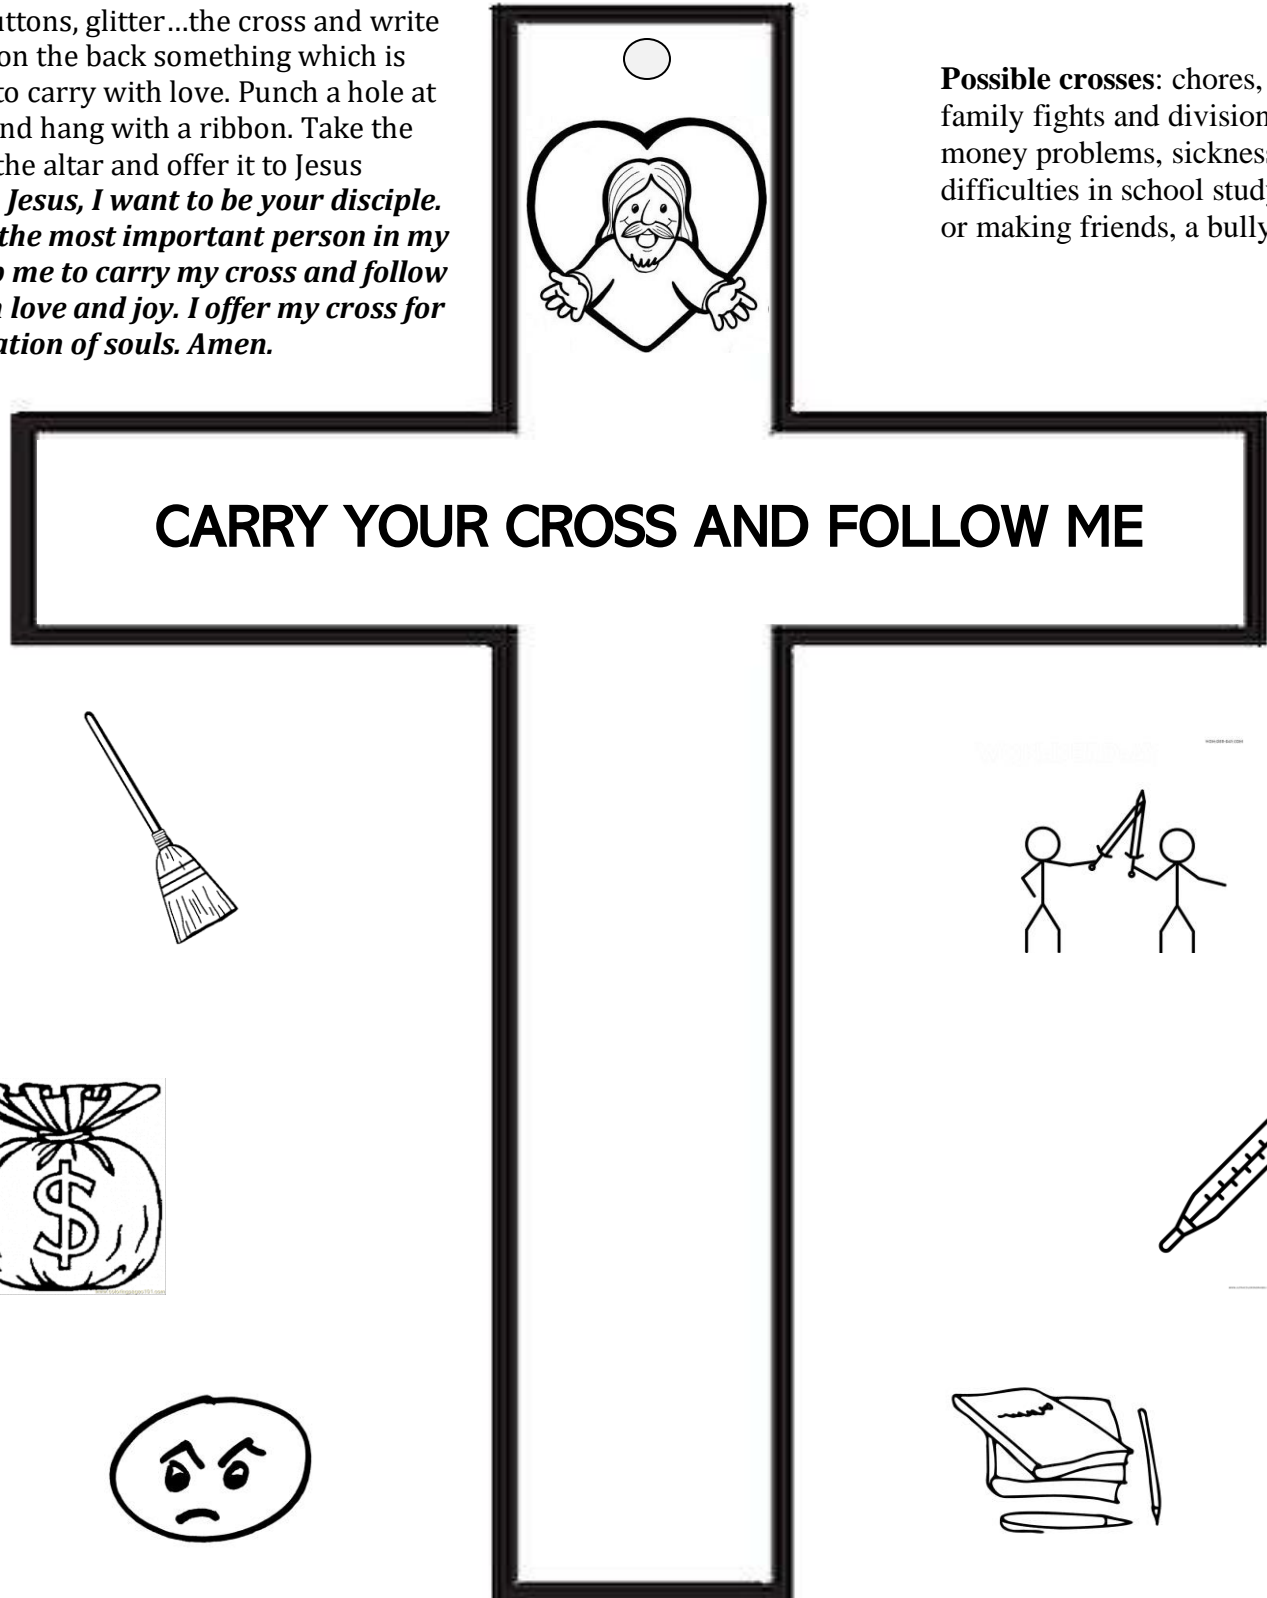 ttons, glitter…the cross and write
on the back something which is
to carry with love. Punch a hole at
nd hang with a ribbon. Take the
the altar and offer it to Jesus
Jesus, I want to be your disciple.
the most important person in my
me to carry my cross and follow
love and joy. I offer my cross for
ation of souls. Amen.
Possible crosses: chores,
family fights and division
money problems, sickness
difficulties in school study
or making friends, a bully
CARRY YOUR CROSS AND FOLLOW ME
$